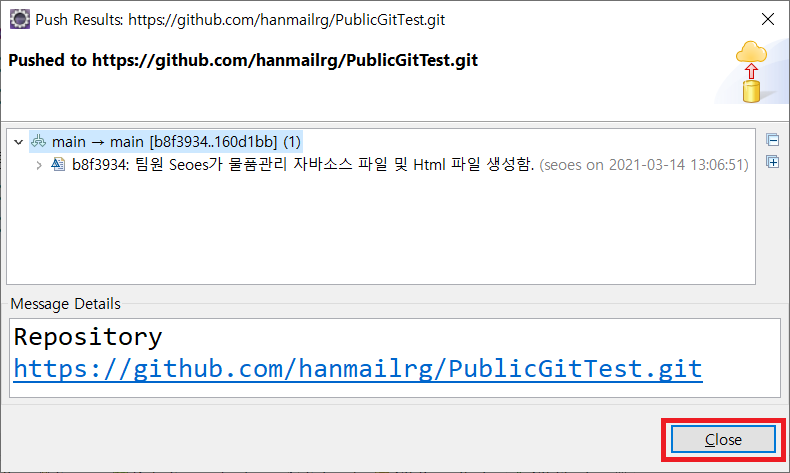 Push Results: https://github.com/hanmailrg/PublicGitTest.git
Pushed to https://github.com/hanmailrg/PublicGitTest.git
main → main [b8f3934..160d1bb] (1)
b8f3934: 팀원 Seoes가 물품관리 자바소스 파일 및 Html 파일 생성함. (seoes on 2021-03-14 13:06:51)
Message Details
Repository
https://github.com/hanmailrg/PublicGitTest.git
Close